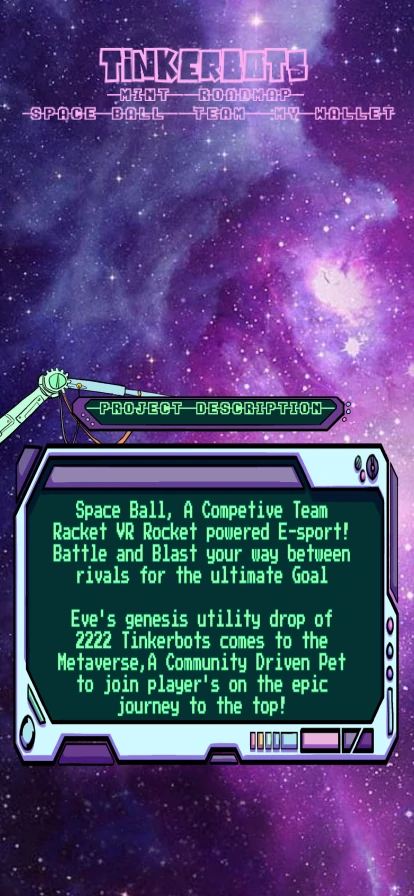 TINKERBOTS
MINT ROADMAP
SPACE BALL TEAM MY WALLET
PROJECT DESCRIPTION
Space Ball, A Competive Team
Racket VR Rocket powered E-sport!
Battle and Blast your way between
rivals for the ultimate Goal
Eve's genesis utility drop of
2222 Tinkerbots comes to the
Metaverse,A Community Driven Pet
to join player's on the epic
journey to the top!